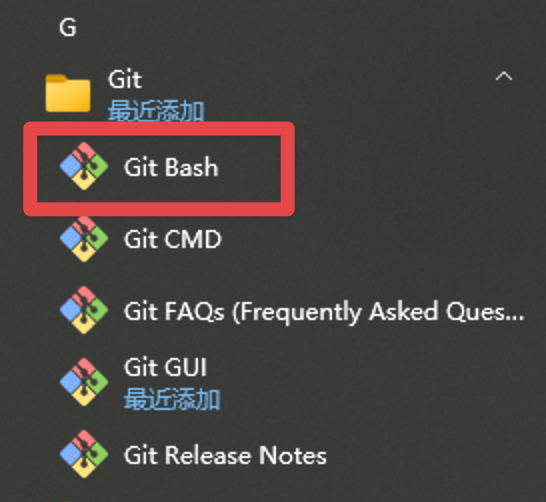 G
Git
最近添加
Git Bash
Git CMD
Git FAQs (Frequently Asked Ques...
Git GUI
最近添加
Git Release Notes